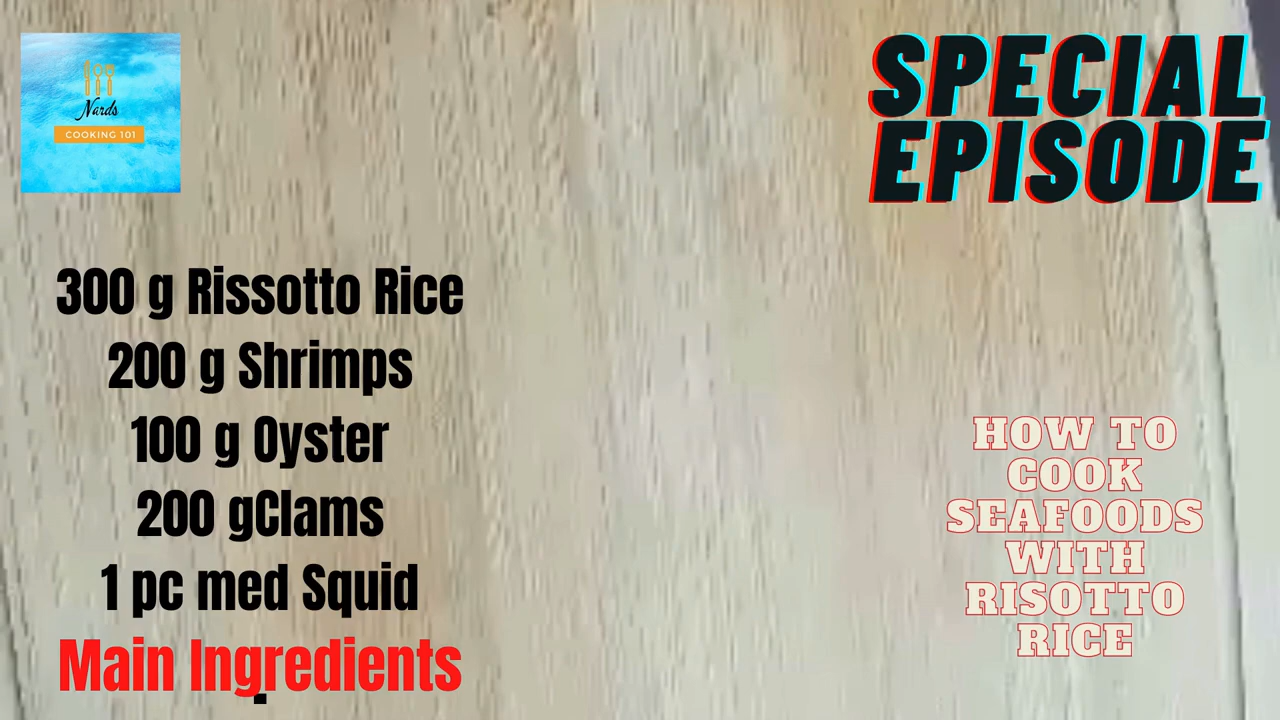 Nards
COOKING 101
SPECIAL
EPISODE
300 g Rissotto Rice
200 g Shrimps
100 g Oyster
200 gClams
1 pc med Squid
Main Ingredients
HOW TO
COOK
SEAFOODS
WITH
RISOTTO
RICE